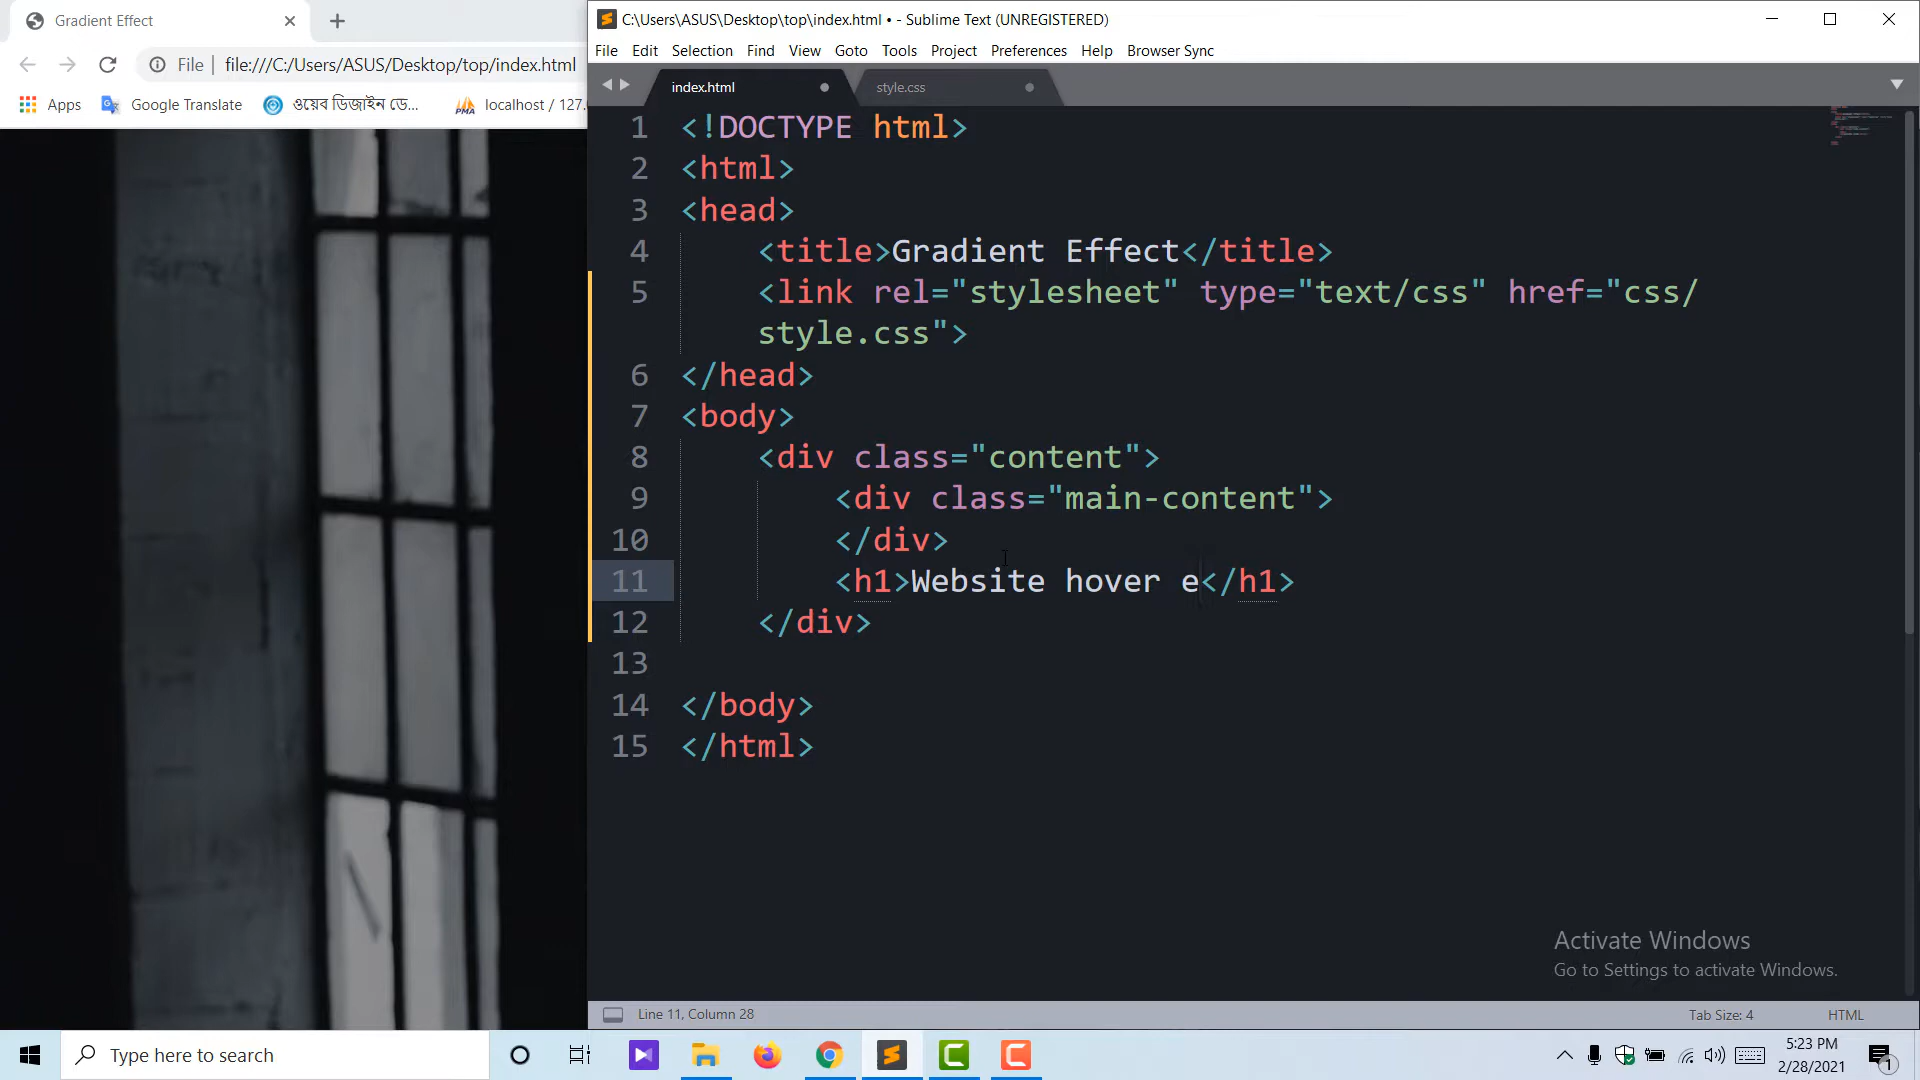 Gradient Effect
File file:///C:/Users/ASUS/Desktop/top/index.html
Apps Google Translate ওয়েব ডিজাইন ডে... localhost / 127.
C:\Users\ASUS\Desktop\top\index.html • - Sublime Text (UNREGISTERED)
File Edit Selection Find View Goto Tools Project Preferences Help Browser Sync
index.html style.css
1 <!DOCTYPE html>
2 <html>
3 <head>
4 <title>Gradient Effect</title>
5 <link rel="stylesheet" type="text/css" href="css/
style.css">
6 </head>
7 <body>
8 <div class="content">
9 <div class="main-content">
10 </div>
11 <h1>Website hover e</h1>
12 </div>
13
14 </body>
15 </html>
Activate Windows
Go to Settings to activate Windows.
Line 11, Column 28 Tab Size: 4 HTML
Type here to search
5:23 PM
2/28/2021
1